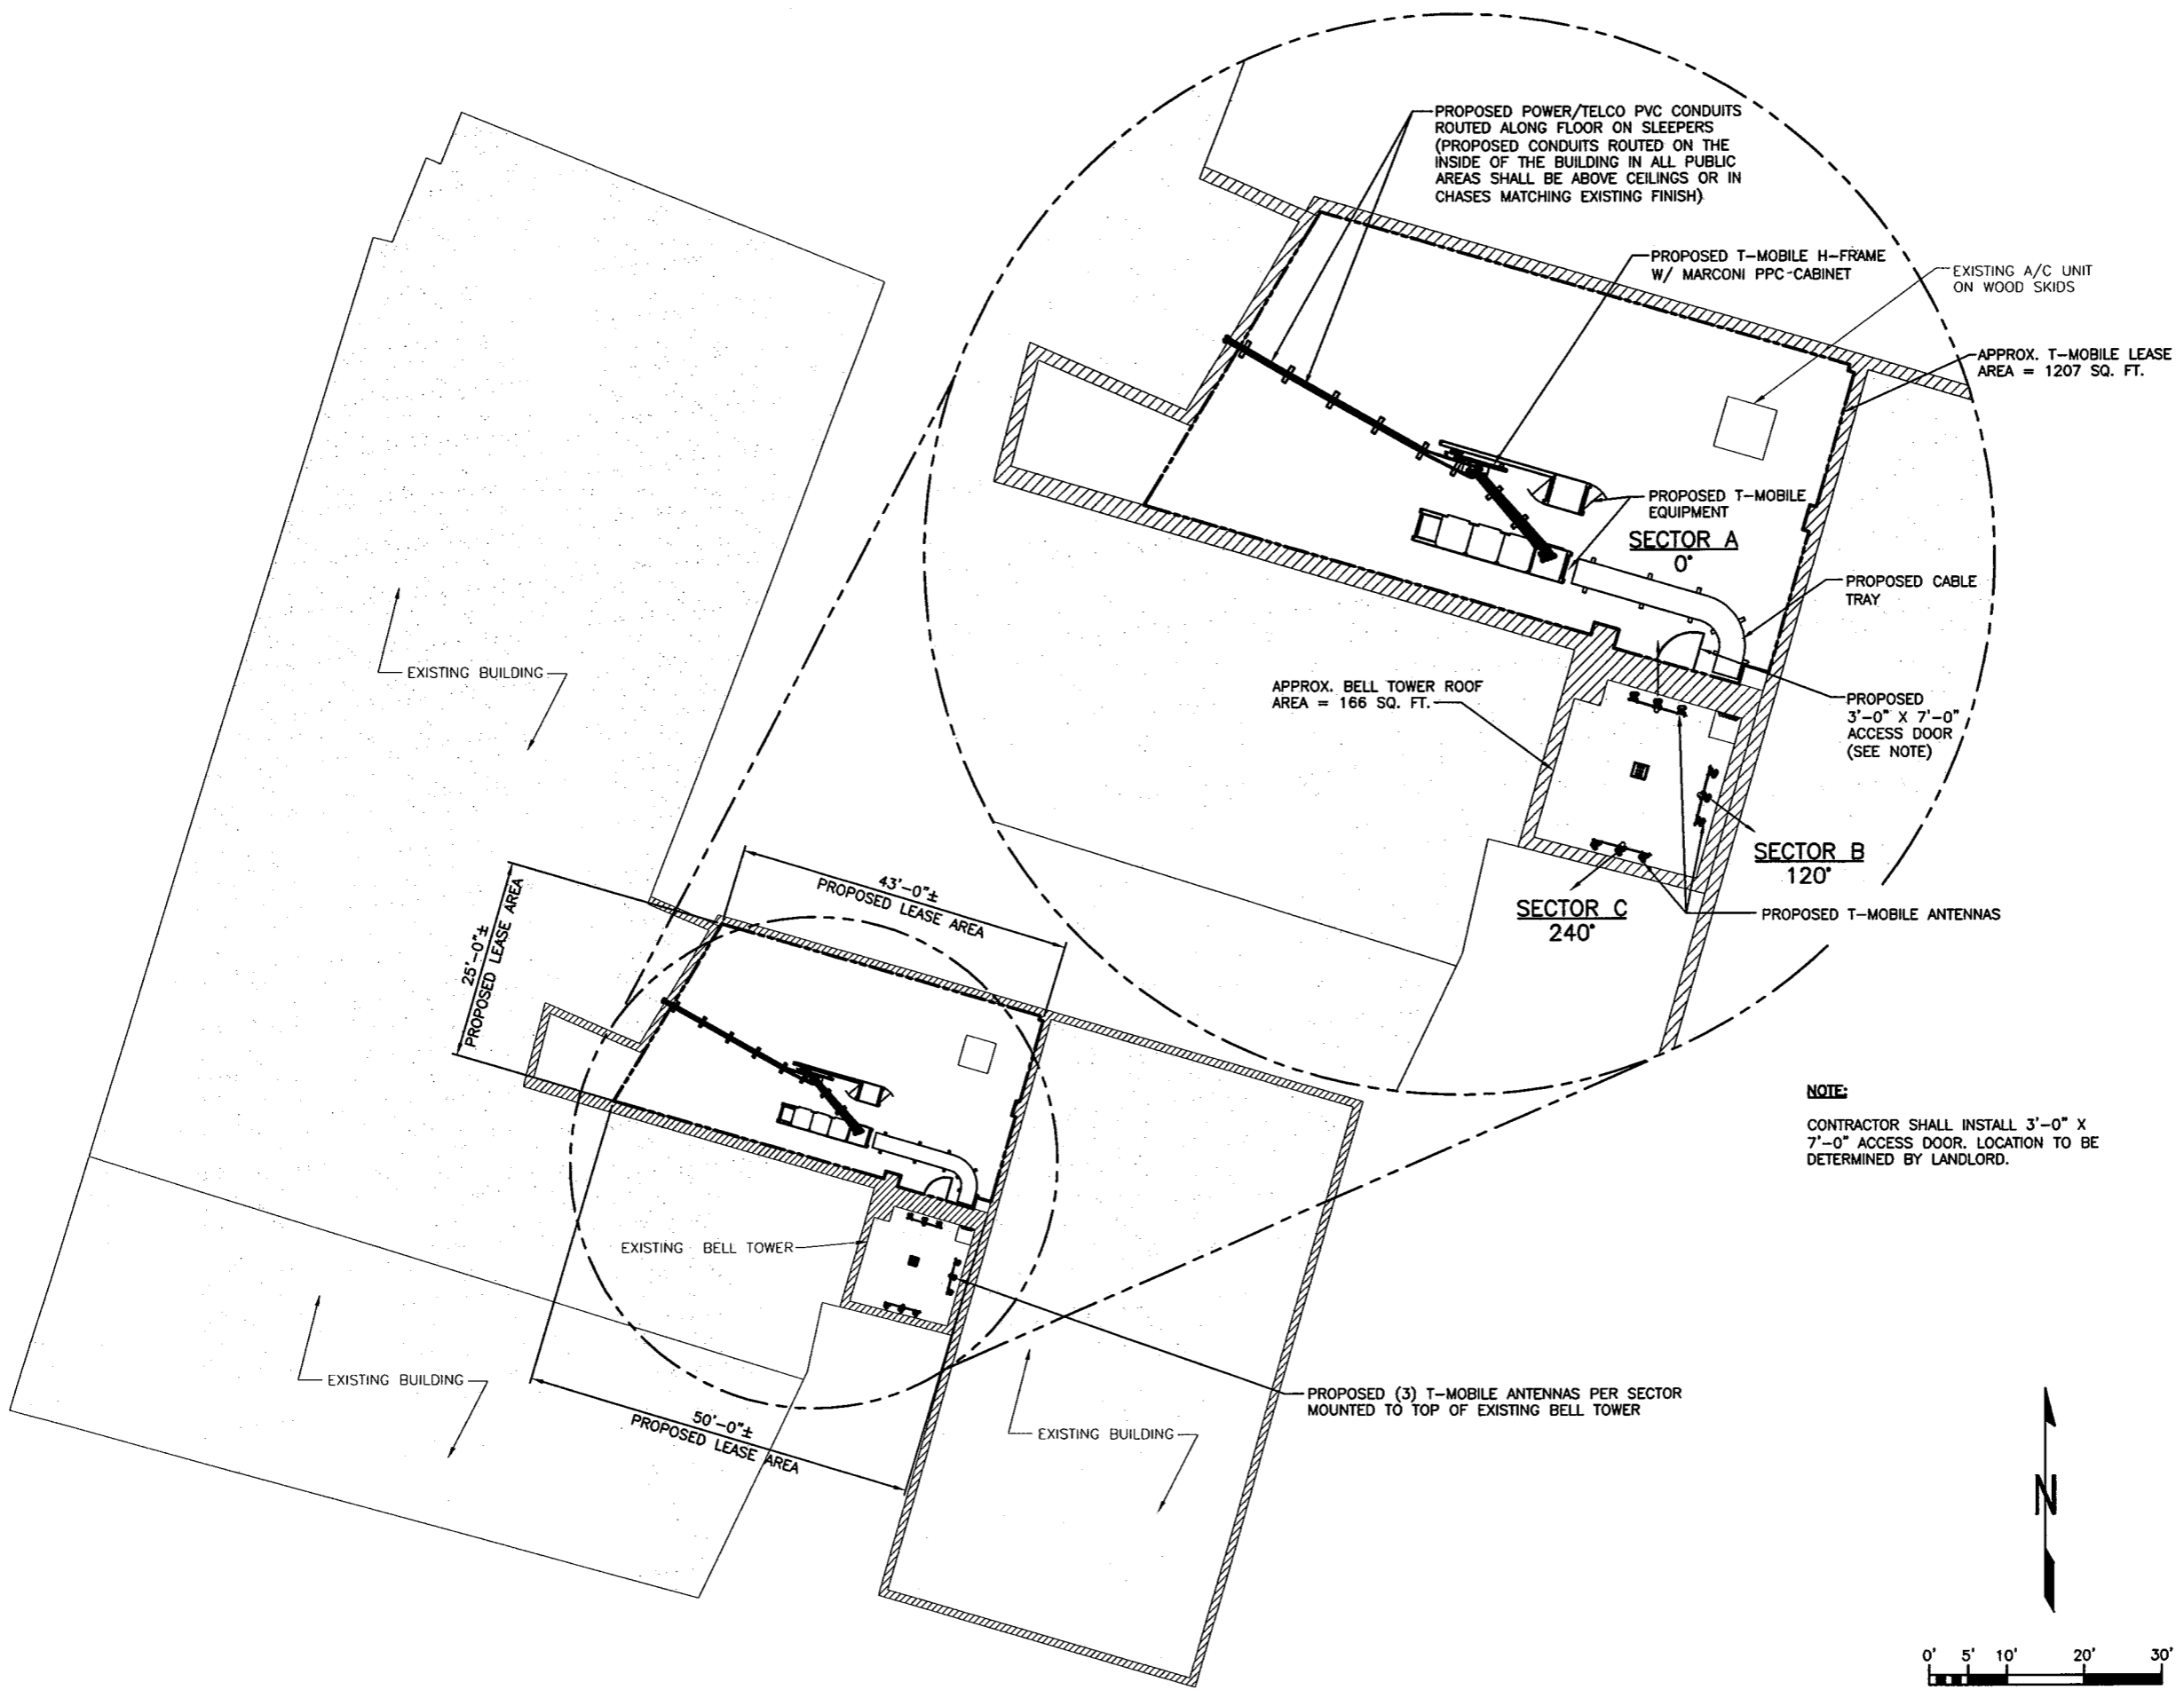 PROPOSED POWER/TELCO PVC CONDUITS
ROUTED ALONG FLOOR ON SLEEPERS
(PROPOSED CONDUITS ROUTED ON THE
INSIDE OF THE BUILDING IN ALL PUBLIC
AREAS SHALL BE ABOVE CEILINGS OR IN
CHASES MATCHING EXISTING FINISH)
PROPOSED T-MOBILE H-FRAME
W/ MARCONI PPC-CABINET
EXISTING A/C UNIT
ON WOOD SKIDS
APPROX. T-MOBILE LEASE
AREA = 1207 SQ. FT.
PROPOSED T-MOBILE
EQUIPMENT
SECTOR A
0°
PROPOSED CABLE
TRAY
EXISTING BUILDING
APPROX. BELL TOWER ROOF
AREA = 166 SQ. FT.
PROPOSED
3'-0" X 7'-0"
ACCESS DOOR
(SEE NOTE)
SECTOR B
120°
SECTOR C
240°
PROPOSED T-MOBILE ANTENNAS
43'-0"±
PROPOSED LEASE AREA
25'-0"±
PROPOSED LEASE AREA
NOTE:
CONTRACTOR SHALL INSTALL 3'-0" X
7'-0" ACCESS DOOR. LOCATION TO BE
DETERMINED BY LANDLORD.
EXISTING BELL TOWER
EXISTING BUILDING
PROPOSED (3) T-MOBILE ANTENNAS PER SECTOR
MOUNTED TO TOP OF EXISTING BELL TOWER
50'-0"±
PROPOSED LEASE AREA
EXISTING BUILDING
N
0' 5' 10' 20' 30'